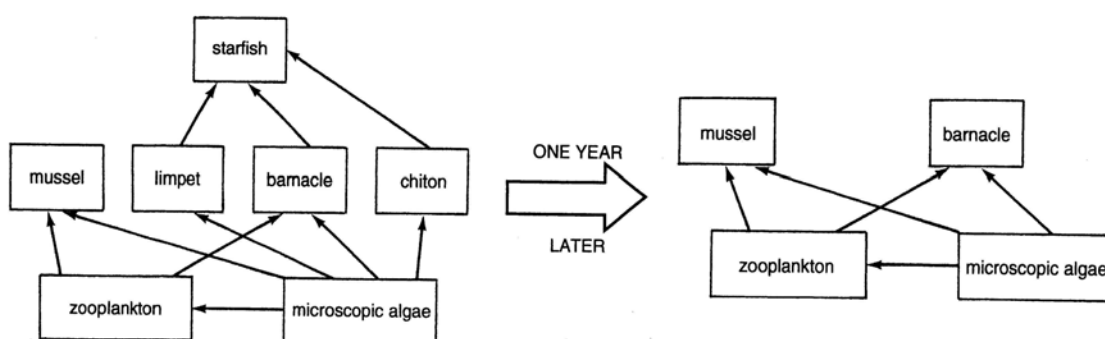 starfish
mussel
limpet
barnacle
chiton
zooplankton
microscopic algae
ONE YEAR
LATER
mussel
barnacle
zooplankton
microscopic algae